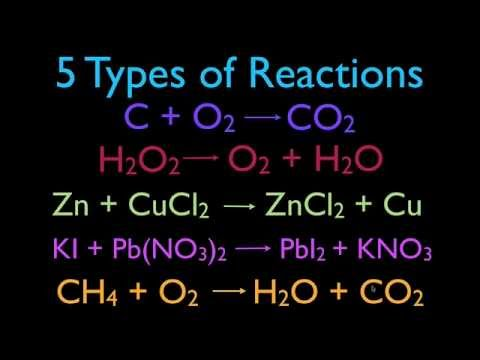 5 Types of Reactions
C + O₂ → CO₂
H₂O₂ → O₂ + H₂O
Zn + CuCl₂ → ZnCl₂ + Cu
KI + Pb(NO₃)₂ → PbI₂ + KNO₃
CH₄ + O₂ → H₂O + CO₂